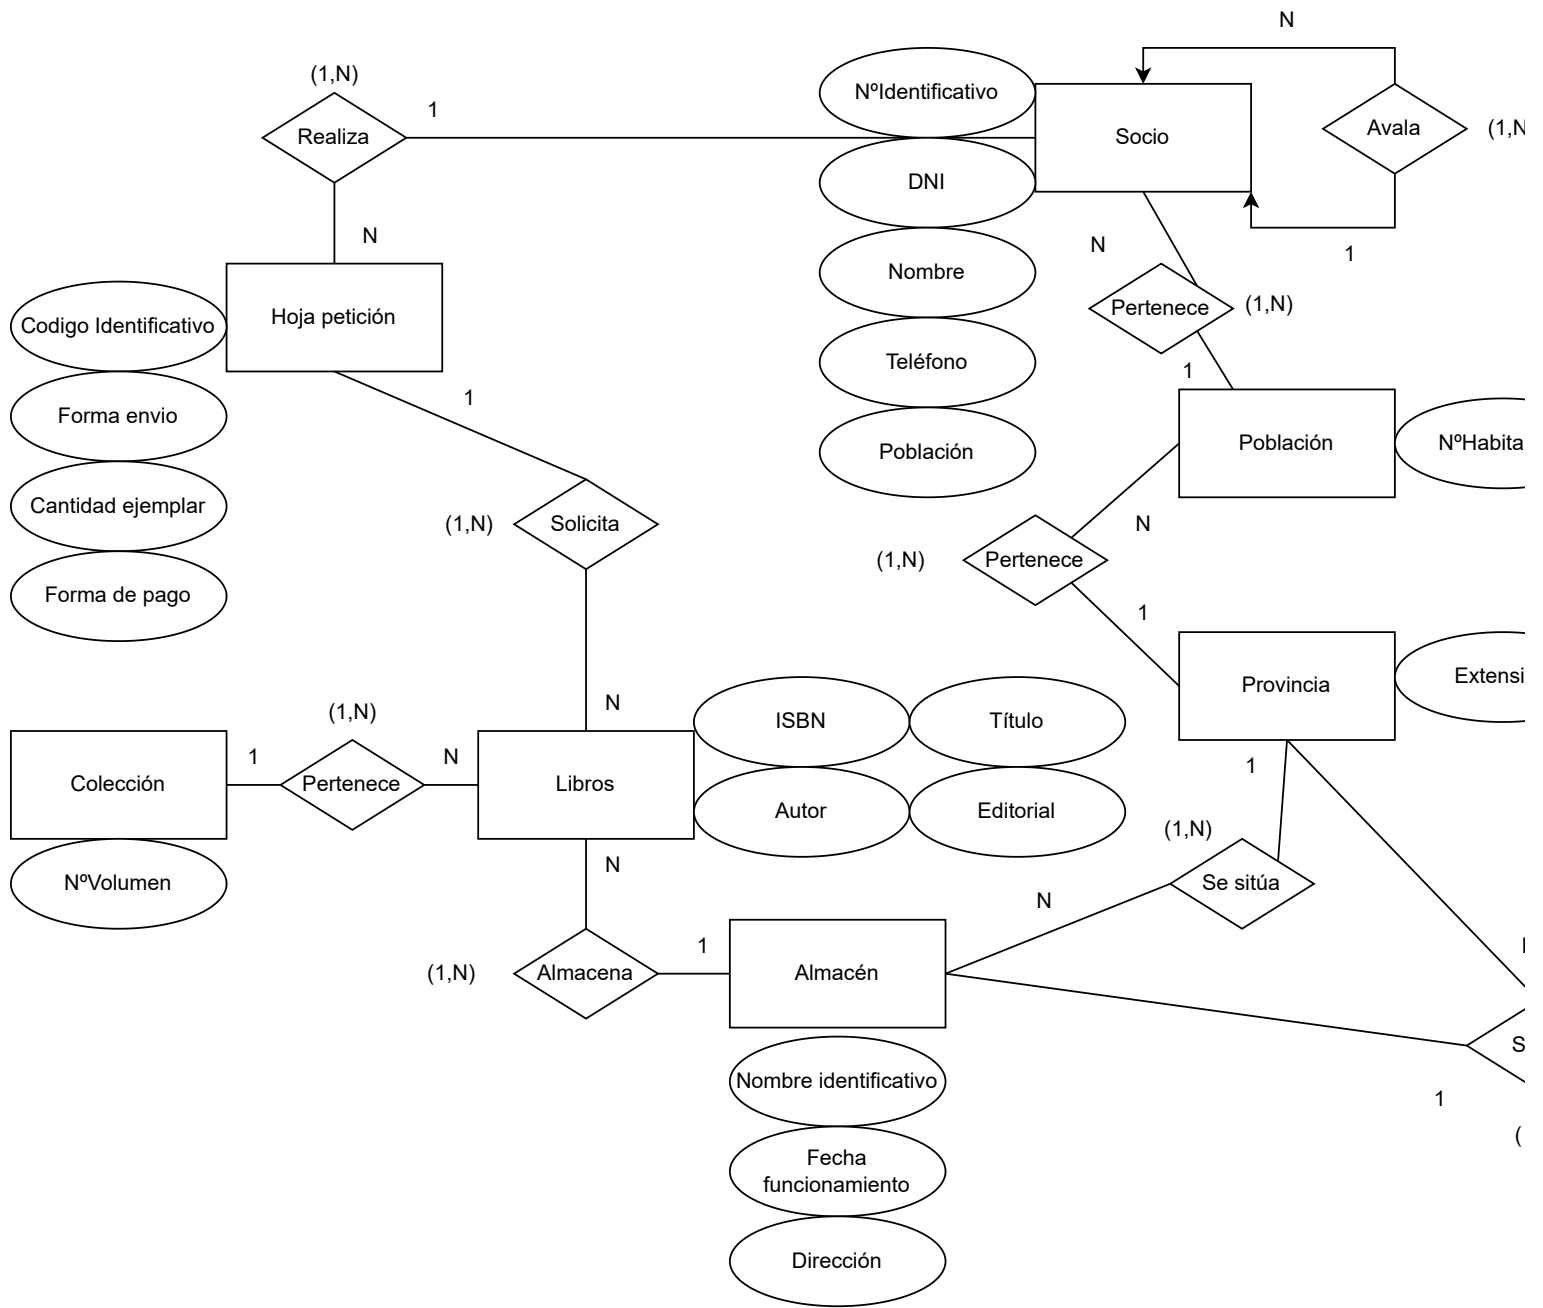 N
(1,N)
1
Realiza
NºIdentificativo
Socio
Avala
(1,N
DNI
N
N
1
Nombre
Pertenece
(1,N)
Codigo Identificativo
Hoja petición
Teléfono
1
1
Forma envio
Población
Población
NºHabita
Cantidad ejemplar
(1,N)
Solicita
N
(1,N)
Pertenece
Forma de pago
1
N
Provincia
Extensi
(1,N)
ISBN
Título
1
Colección
1
Pertenece
N
Libros
Autor
Editorial
(1,N)
NºVolumen
N
Se sitúa
N
(1,N)
Almacena
1
Almacén
S
Nombre identificativo
1
(
Fecha
funcionamiento
Dirección